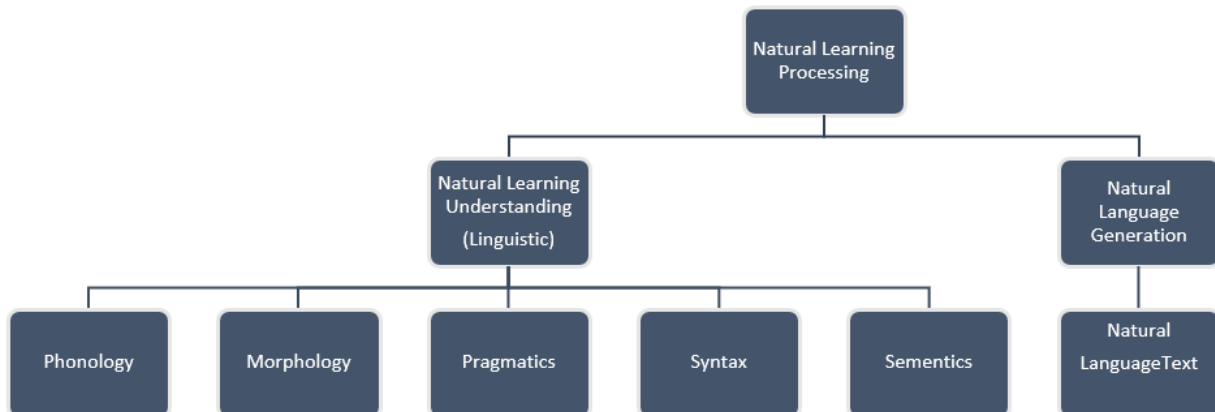 Natural Learning
Processing
Natural Learning
Understanding
(Linguistic)
Natural
Language
Generation
Phonology
Morphology
Pragmatics
Syntax
Sementics
Natural
LanguageText